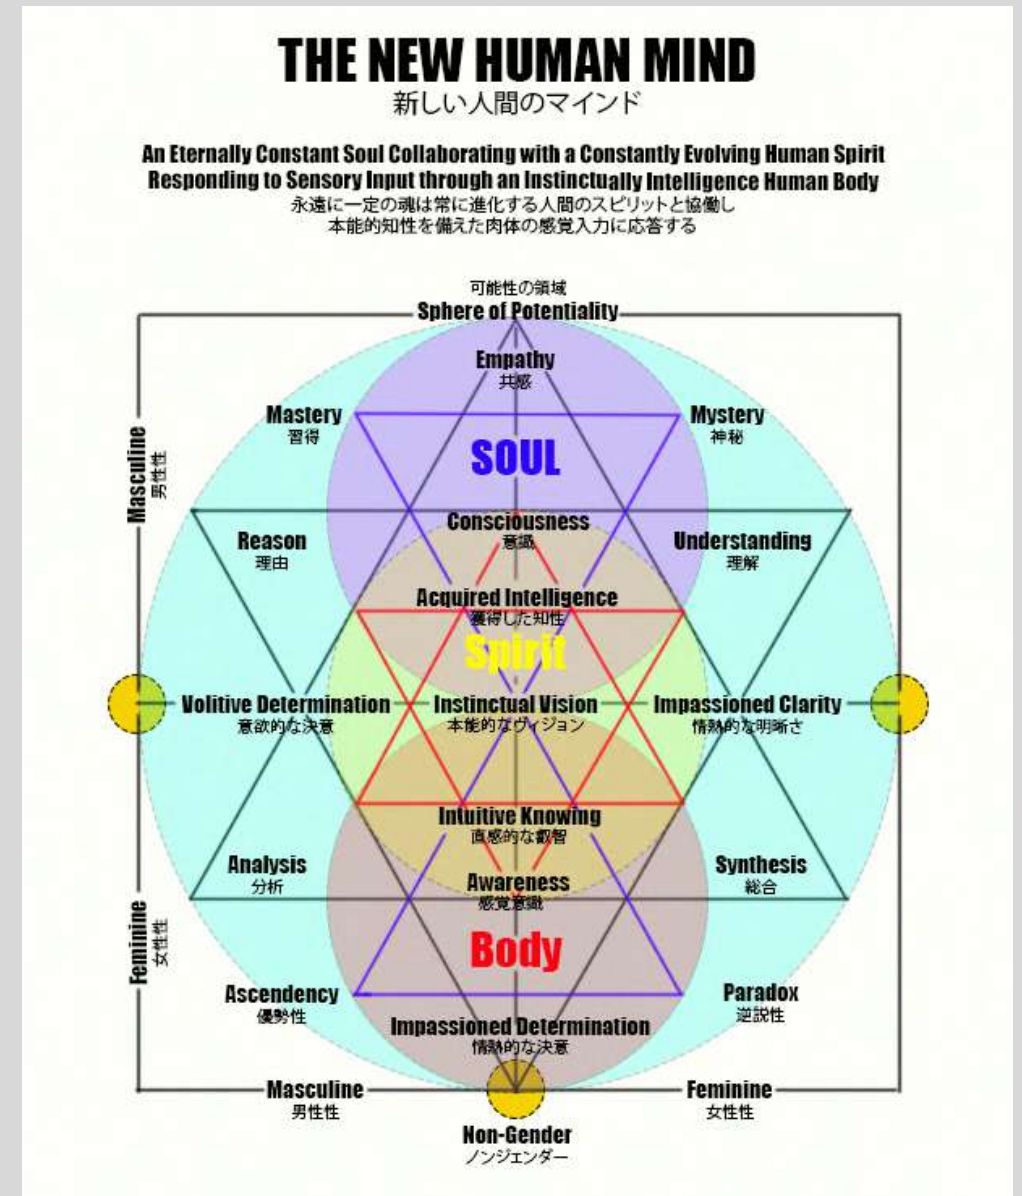 THE NEW HUMAN MIND
新しい人間のマインド
An Eternally Constant Soul Collaborating with a Constantly Evolving Human Spirit
Responding to Sensory Input through an Instinctually Intelligence Human Body
永遠に一定の魂は常に進化する人間のスピリットと協働し
本能的知性を備えた肉体の感覚入力に応答する
可能性の領域
Sphere of Potentiality
Empathy
共感
Mastery
習得
Mystery
神秘
Masculine
男性性
SOUL
Consciousness
意識
Reason
理由
Understanding
理解
Acquired Intelligence
獲得した知性
Spirit
Volitive Determination
意欲的な決意
Instinctual Vision
本能的なヴィジョン
Impassioned Clarity
情熱的な明晰さ
Intuitive Knowing
直感的な叡智
Analysis
分析
Synthesis
総合
Awareness
感覚意識
Feminine
女性性
Body
Ascendency
優勢性
Paradox
逆説性
Impassioned Determination
情熱的な決意
Masculine
男性性
Feminine
女性性
Non-Gender
ノンジェンダー